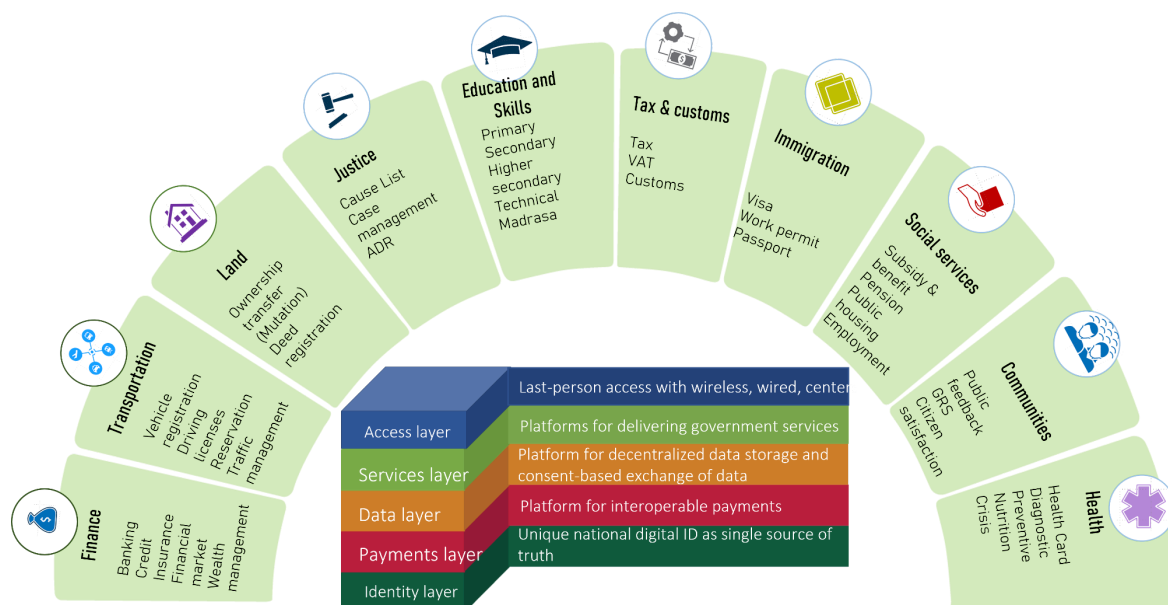 Finance
Banking
Credit
Insurance
Financial
market
Wealth
management
Transportation
Vehicle
registration
Driving
licenses
Reservation
Traffic
management
Land
Ownership
transfer
(Mutation)
Deed
registration
Justice
Cause List
Case
management
ADR
Education and
Skills
Primary
Secondary
Higher
secondary
Technical
Madrasa
Tax & customs
Tax
VAT
Customs
Immigration
Visa
Work permit
Passport
Social services
Subsidy &
benefit
Pension
Public
housing
Employment
Communities
Public
feedback
GRS
Citizen
satisfaction
Health
Health Card
Diagnostic
Preventive
Nutrition
Crisis
Access layer
Last-person access with wireless, wired, center
Services layer
Platforms for delivering government services
Data layer
Platform for decentralized data storage and
consent-based exchange of data
Payments layer
Platform for interoperable payments
Identity layer
Unique national digital ID as single source of
truth